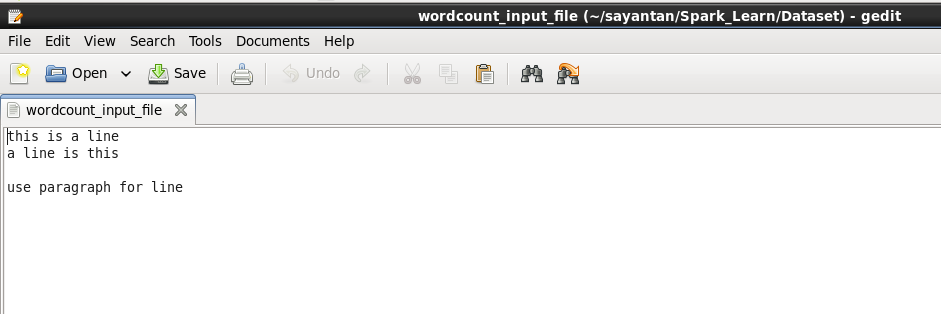 wordcount_input_file (~/sayantan/Spark_Learn/Dataset) - gedit
File Edit View Search Tools Documents Help
Open Save Undo
wordcount_input_file
this is a line
a line is this
use paragraph for line